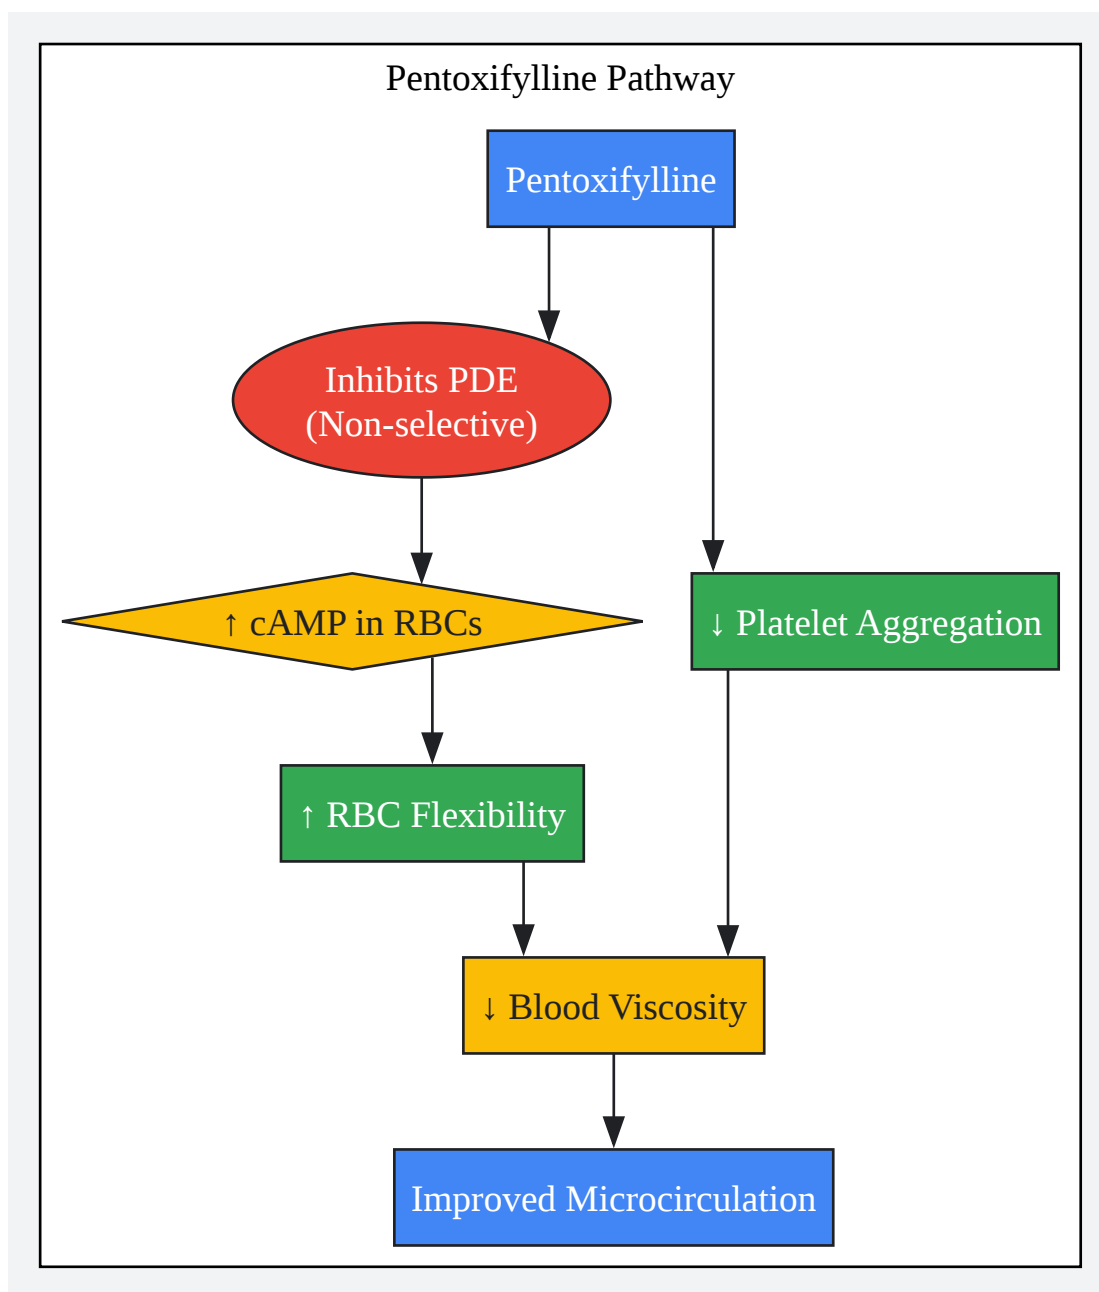 Pentoxifylline Pathway
Pentoxifylline
Inhibits PDE
(Non-selective)
↑ cAMP in RBCs
↓ Platelet Aggregation
↑ RBC Flexibility
↓ Blood Viscosity
Improved Microcirculation